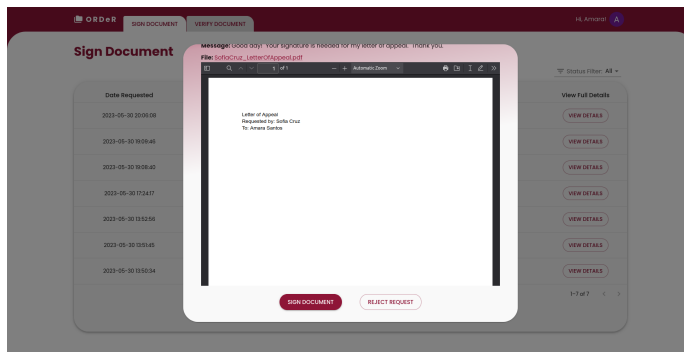 ORDeR
SIGN DOCUMENT
VERIFY DOCUMENT
Hi, Amara!
A
Sign Document
Message: Good day! Your signature is needed for my letter of appeal. Thank you.
File: SofiaCruz_LetterOfAppeal.pdf
1 of 1
Automatic Zoom
Status Filter: All
Date Requested
View Full Details
2023-05-30 20:00:08
VIEW DETAILS
2023-05-30 19:09:46
VIEW DETAILS
2023-05-30 19:08:40
VIEW DETAILS
2023-05-30 17:24:17
VIEW DETAILS
2023-05-30 13:52:56
VIEW DETAILS
2023-05-30 13:51:45
VIEW DETAILS
2023-05-30 13:50:34
VIEW DETAILS
1-7 of 7
Letter of Appeal
Requested by: Sofia Cruz
To: Amara Santos
SIGN DOCUMENT
REJECT REQUEST